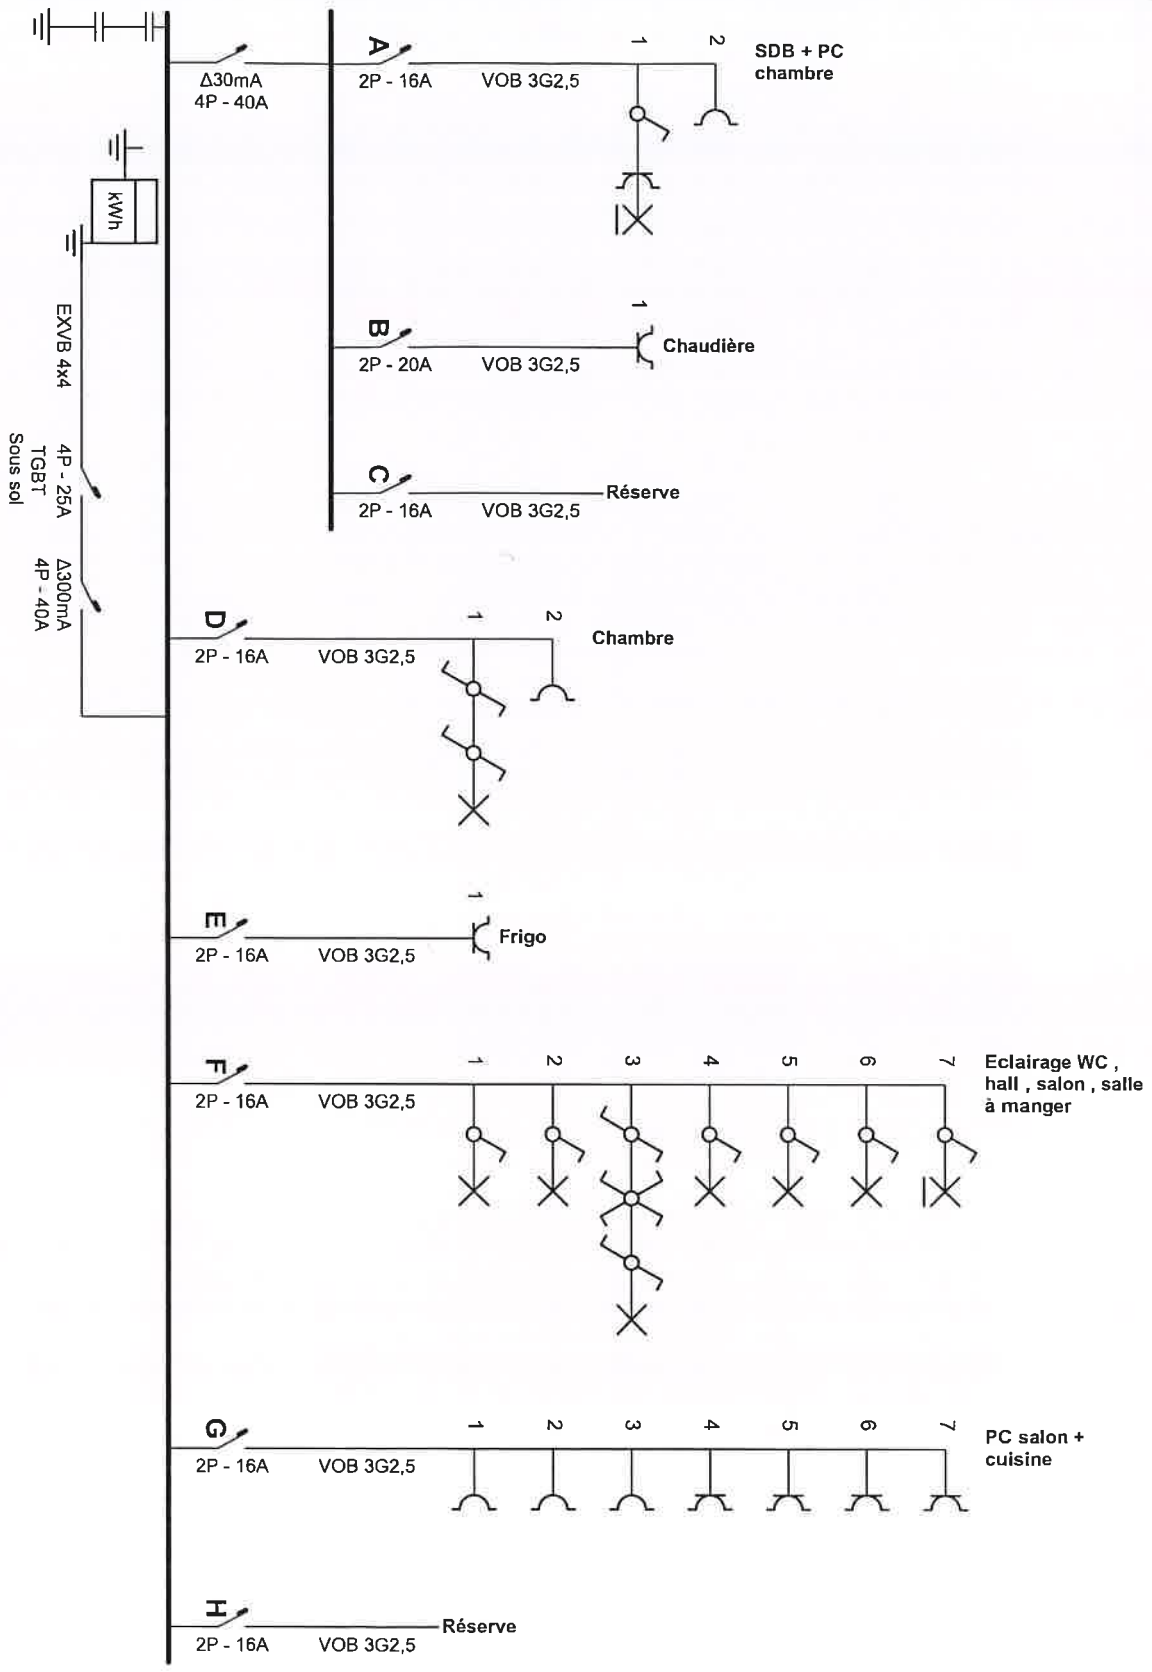 Δ30mA
4P - 40A
A
2P - 16A
VOB 3G2,5
1
2
SDB + PC
chambre
kWh
EXVB 4x4
4P - 25A
TGBT
Sous sol
Δ300mA
4P - 40A
B
2P - 20A
VOB 3G2,5
1
Chaudière
C
2P - 16A
VOB 3G2,5
Réserve
D
2P - 16A
VOB 3G2,5
1
2
Chambre
E
2P - 16A
VOB 3G2,5
1
Frigo
F
2P - 16A
VOB 3G2,5
1
2
3
4
5
6
7
Eclairage WC ,
hall , salon , salle
à manger
G
2P - 16A
VOB 3G2,5
1
2
3
4
5
6
7
PC salon +
cuisine
H
2P - 16A
VOB 3G2,5
Réserve